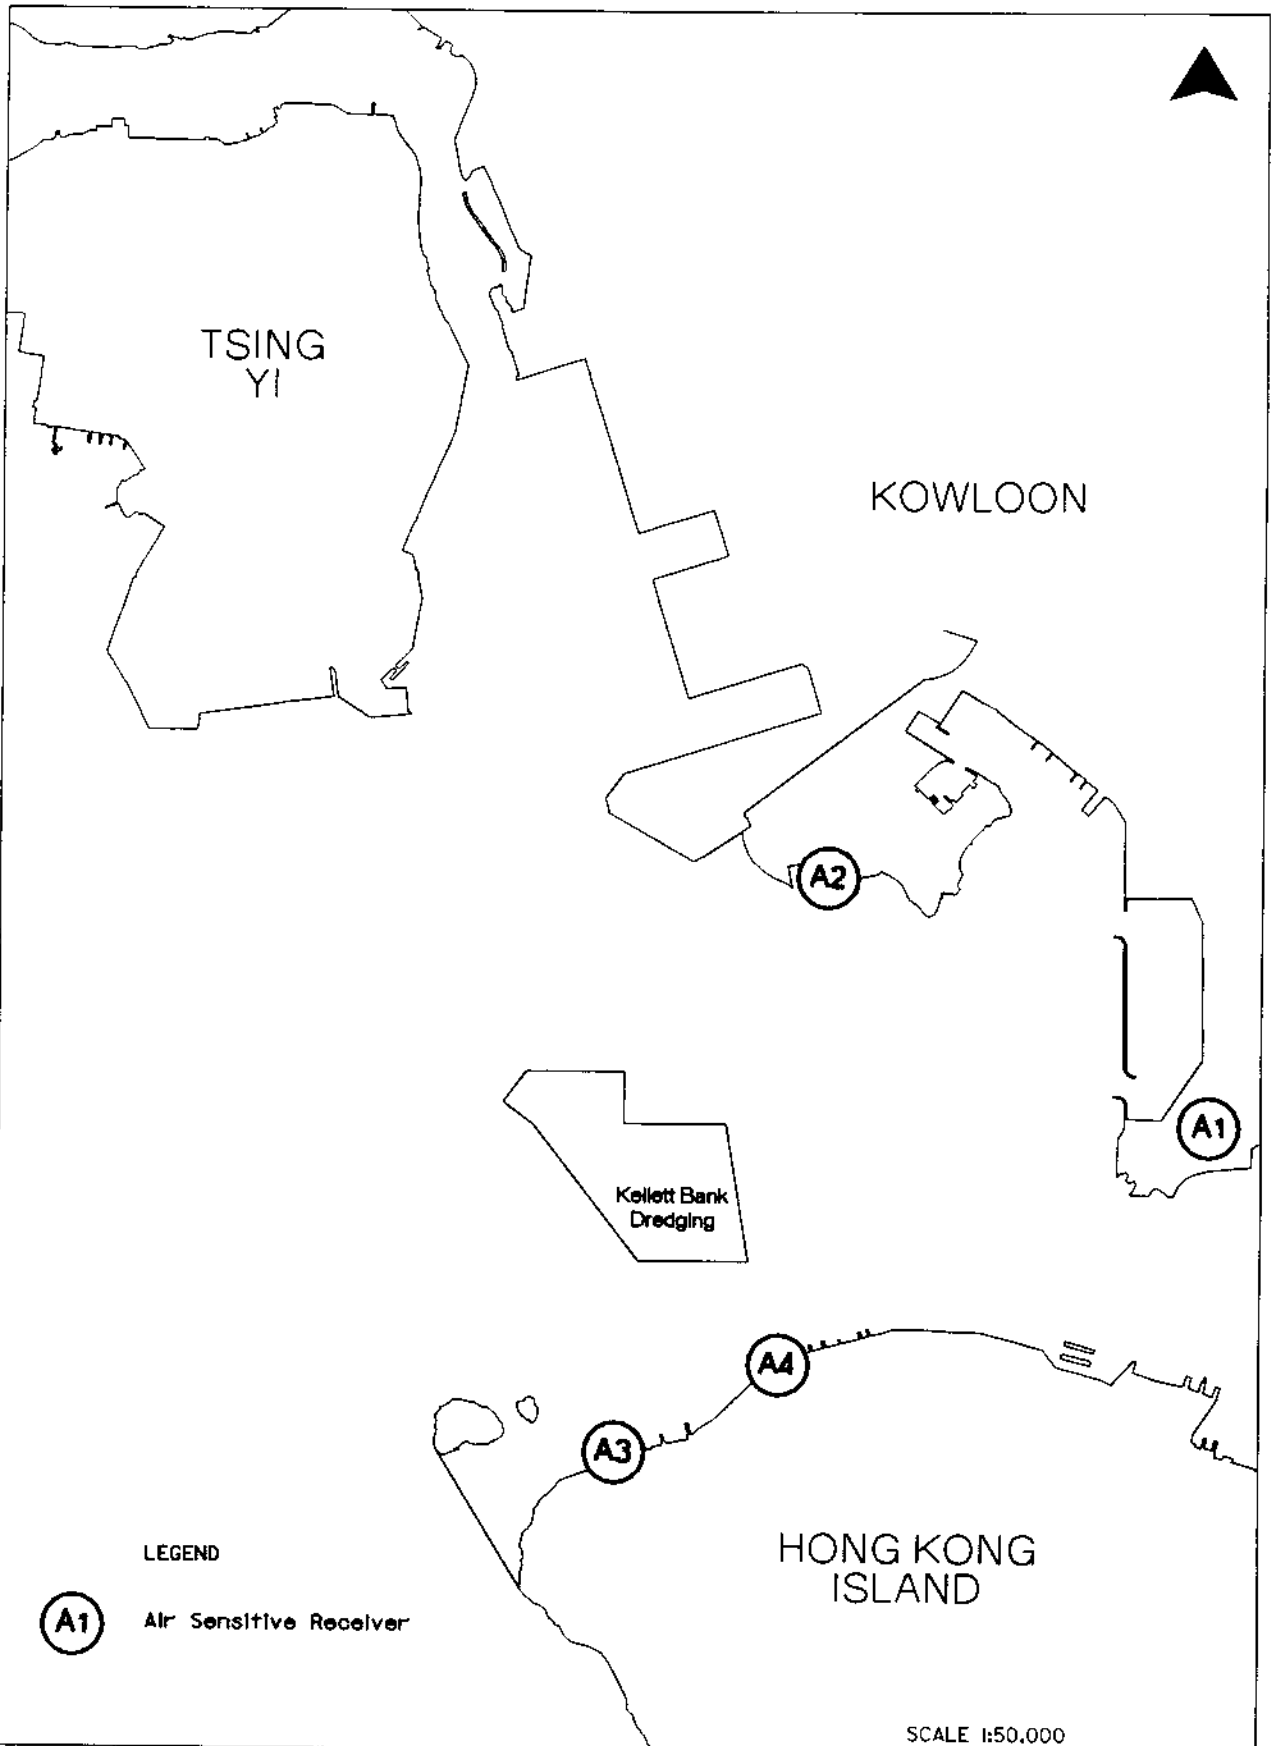 TSING
YI
KOWLOON
A2
A1
Kellett Bank
Dredging
A4
A3
HONG KONG
ISLAND
LEGEND
A1 Air Sensitive Receiver
SCALE 1:50,000